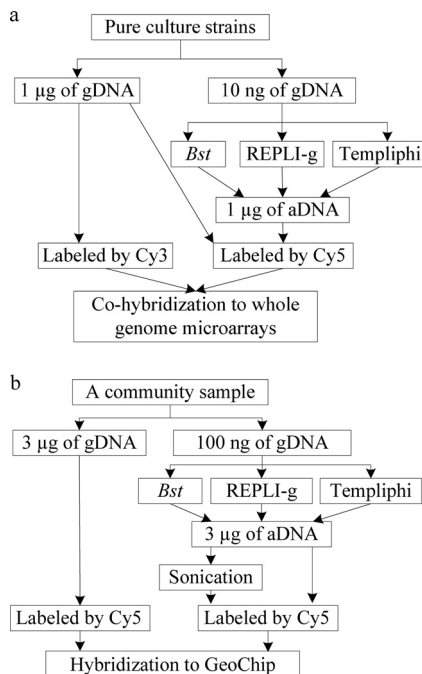 a
Pure culture strains
1 µg of gDNA
10 ng of gDNA
Bst
REPLI-g
Templiphi
1 µg of aDNA
Labeled by Cy3
Labeled by Cy5
Co-hybridization to whole
genome microarrays
b
A community sample
3 µg of gDNA
100 ng of gDNA
Bst
REPLI-g
Templiphi
3 µg of aDNA
Sonication
Labeled by Cy5
Labeled by Cy5
Hybridization to GeoChip